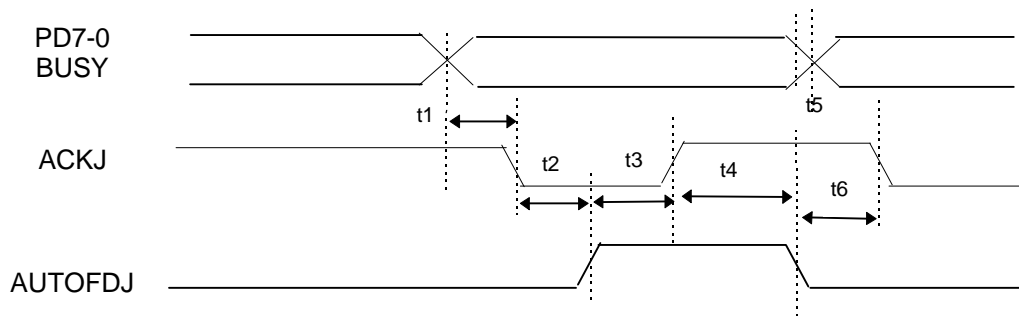 PD7-0
BUSY
t5
t1
ACKJ
t2
t3
t4
t6
AUTOFDJ